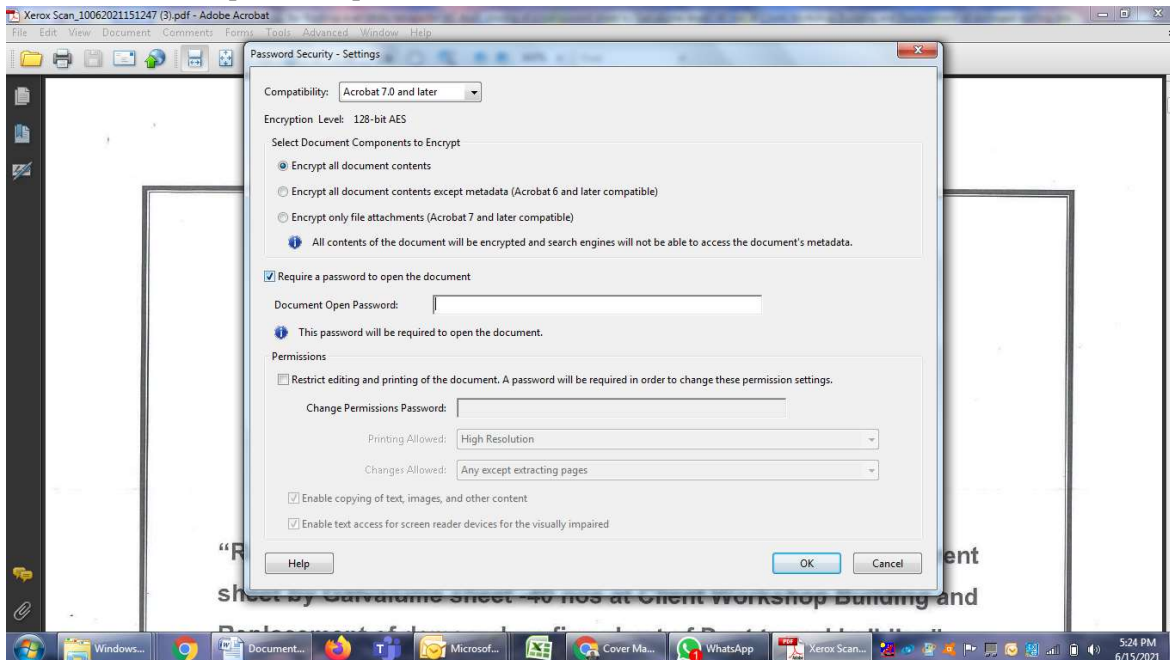 Xerox Scan_10062021151247 (3).pdf - Adobe Acrobat
File Edit View Document Comments Forms Tools Advanced Window Help
Password Security - Settings
Compatibility: Acrobat 7.0 and later
Encryption Level: 128-bit AES
Select Document Components to Encrypt
Encrypt all document contents
Encrypt all document contents except metadata (Acrobat 6 and later compatible)
Encrypt only file attachments (Acrobat 7 and later compatible)
All contents of the document will be encrypted and search engines will not be able to access the document's metadata.
Require a password to open the document
Document Open Password:
This password will be required to open the document.
Permissions
Restrict editing and printing of the document. A password will be required in order to change these permission settings.
Change Permissions Password:
Printing Allowed: High Resolution
Changes Allowed: Any except extracting pages
Enable copying of text, images, and other content
Enable text access for screen reader devices for the visually impaired
Help OK Cancel
“R ent
sheet by Galvalume sheet -40 nos at Client Workshop Building and
Windows... Document... Microsof... Cover Ma... WhatsApp Xerox Scan... 5:24 PM
6/15/2021